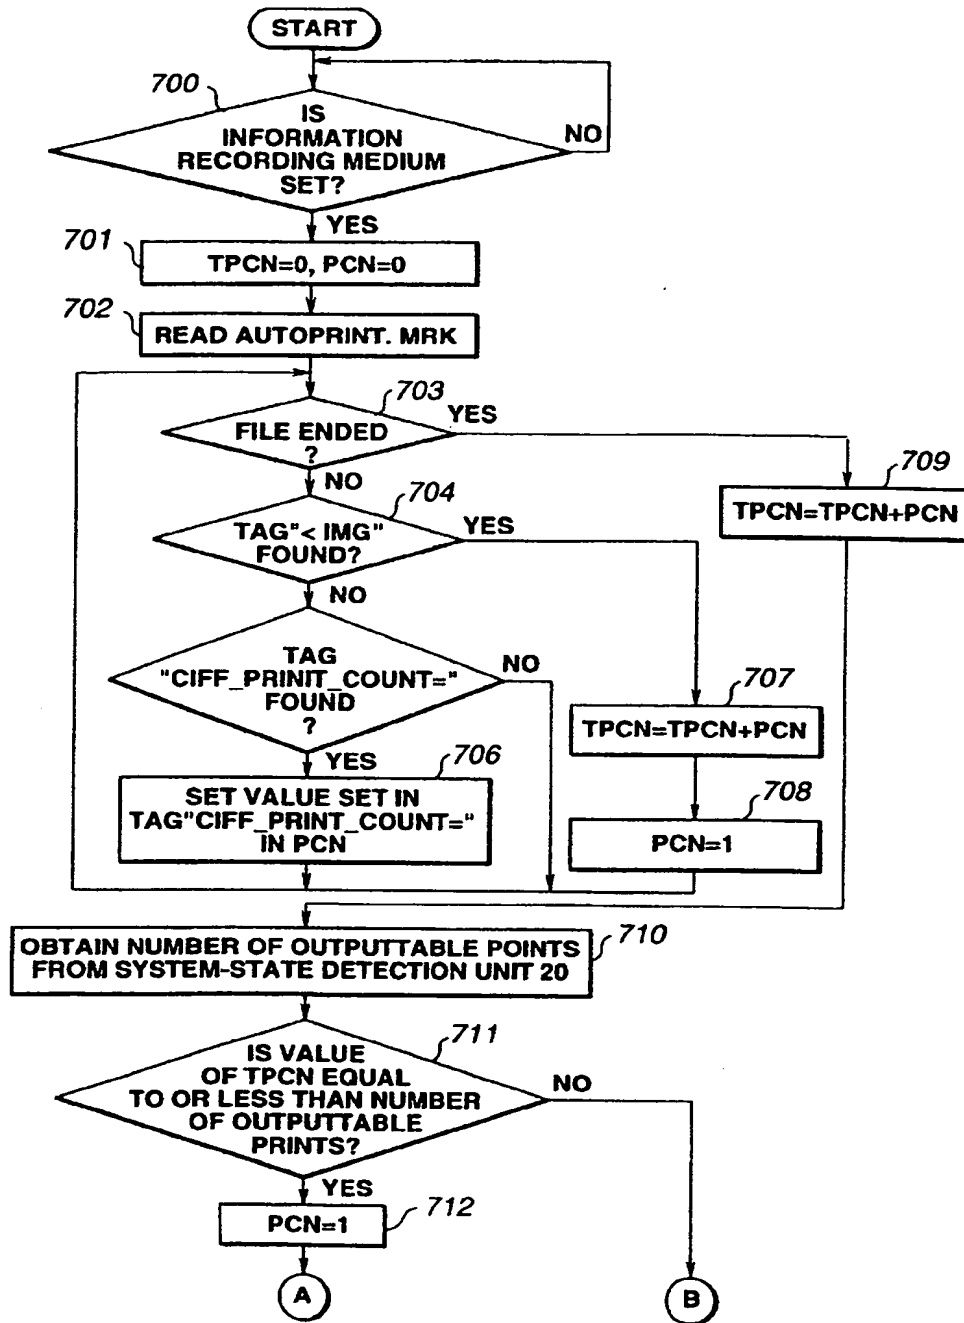 START
700
IS
INFORMATION
RECORDING MEDIUM
SET?
NO
YES
701
TPCN=0, PCN=0
702
READ AUTOPRINT. MRK
703
FILE ENDED
?
YES
NO
709
TPCN=TPCN+PCN
704
TAG"< IMG"
FOUND?
YES
NO
TAG
"CIFF_PRINIT_COUNT="
FOUND
?
NO
YES
707
TPCN=TPCN+PCN
706
SET VALUE SET IN
TAG"CIFF_PRINT_COUNT="
IN PCN
708
PCN=1
710
OBTAIN NUMBER OF OUTPUTTABLE POINTS
FROM SYSTEM-STATE DETECTION UNIT 20
711
IS VALUE
OF TPCN EQUAL
TO OR LESS THAN NUMBER
OF OUTPUTTABLE
PRINTS?
NO
YES
712
PCN=1
A
B